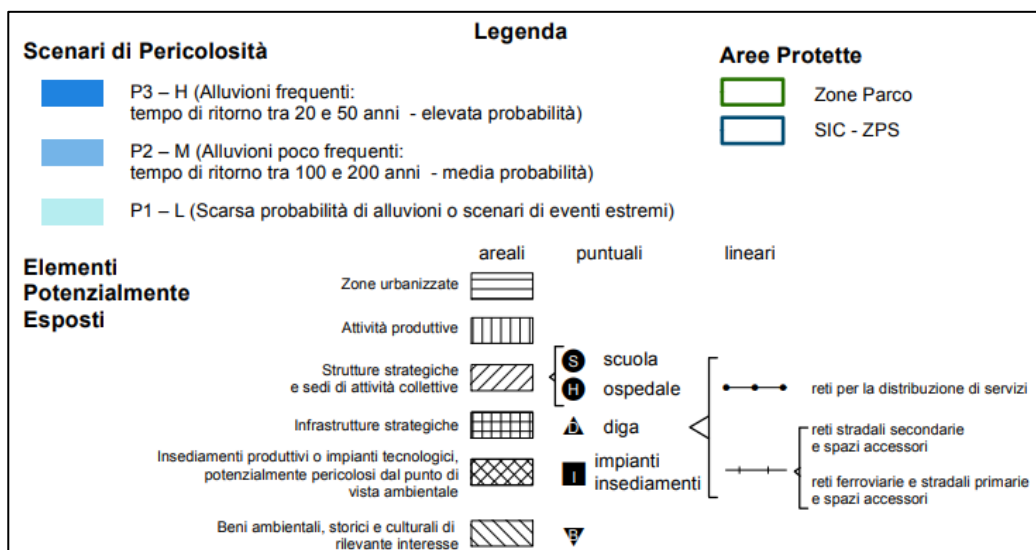 Legenda
Scenari di Pericolosità
P3 – H (Alluvioni frequenti:
tempo di ritorno tra 20 e 50 anni - elevata probabilità)
P2 – M (Alluvioni poco frequenti:
tempo di ritorno tra 100 e 200 anni - media probabilità)
P1 – L (Scarsa probabilità di alluvioni o scenari di eventi estremi)
Aree Protette
Zone Parco
SIC - ZPS
Elementi
Potenzialmente
Esposti
areali puntuali lineari
Zone urbanizzate
Attività produttive
Strutture strategiche
e sedi di attività collettive
S scuola
H ospedale
Infrastrutture strategiche
D diga
Insediamenti produttivi o impianti tecnologici,
potenzialmente pericolosi dal punto di
vista ambientale
I impianti
insediamenti
Beni ambientali, storici e culturali di
rilevante interesse
B
reti per la distribuzione di servizi
reti stradali secondarie
e spazi accessori
reti ferroviarie e stradali primarie
e spazi accessori